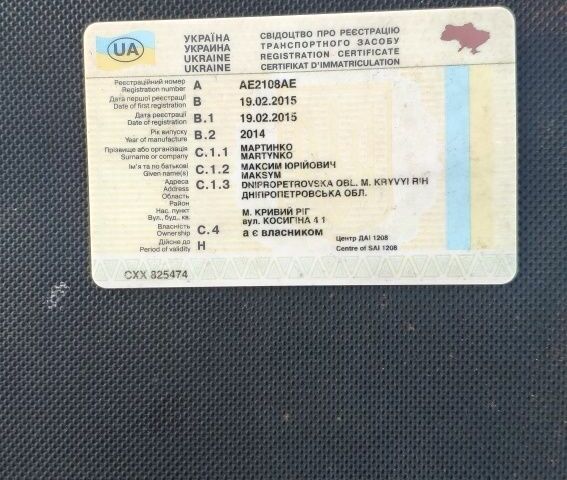 UA
УКРАЇНА
УКРАИНА
UKRAINE
UKRAINE
СВІДОЦТВО ПРО РЕЄСТРАЦІЮ
ТРАНСПОРТНОГО ЗАСОБУ
REGISTRATION CERTIFICATE
CERTIFIKAT D'IMMATRICULATION
Реєстраційний номер A AE2108AE
Registration number
Дата першої реєстрації B 19.02.2015
Date of first registration
Дата реєстрації B.1 19.02.2015
Date of registration
Рік випуску B.2 2014
Year of manufacture
Прізвище або організація C.1.1 МАРТИНКО
Surname or company MARTYNKO
Ім'я та по батькові C.1.2 МАКСИМ ЮРІЙОВИЧ
Given name(s) MAKSYM
Адреса C.1.3 DNIPROPETROVSKA OBL. M. KRYVYI RIH
Address ДНІПРОПЕТРОВСЬКА ОБЛ.
Область
Район
Нас. пункт М. КРИВИЙ РІГ
Вул., буд., кв. вул. КОСИГІНА
Власність C.4 а є власником
Ownership
Дійсне до H
Period of validity
Центр ДАІ 1208
Centre of SAI 1208
СХХ 825474